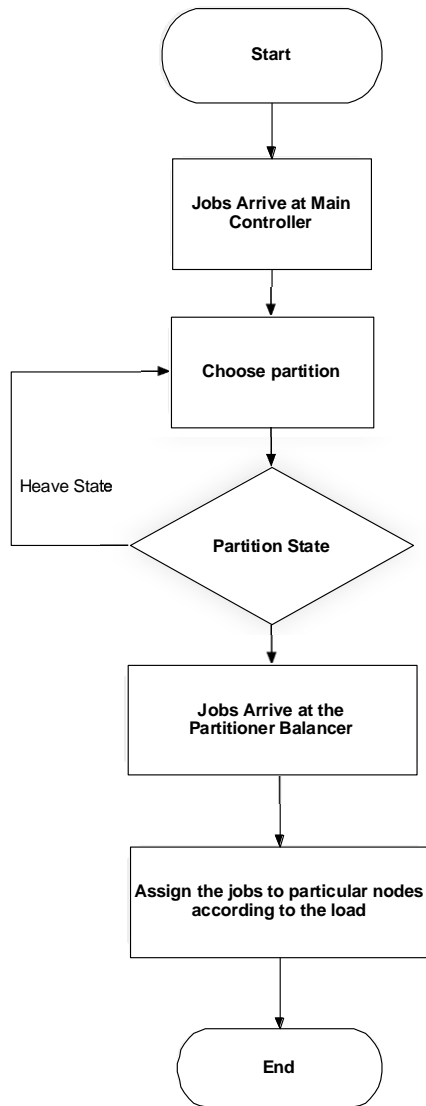 Start
Jobs Arrive at Main
Controller
Choose partition
Heave State
Partition State
Jobs Arrive at the
Partitioner Balancer
Assign the jobs to particular nodes
according to the load
End